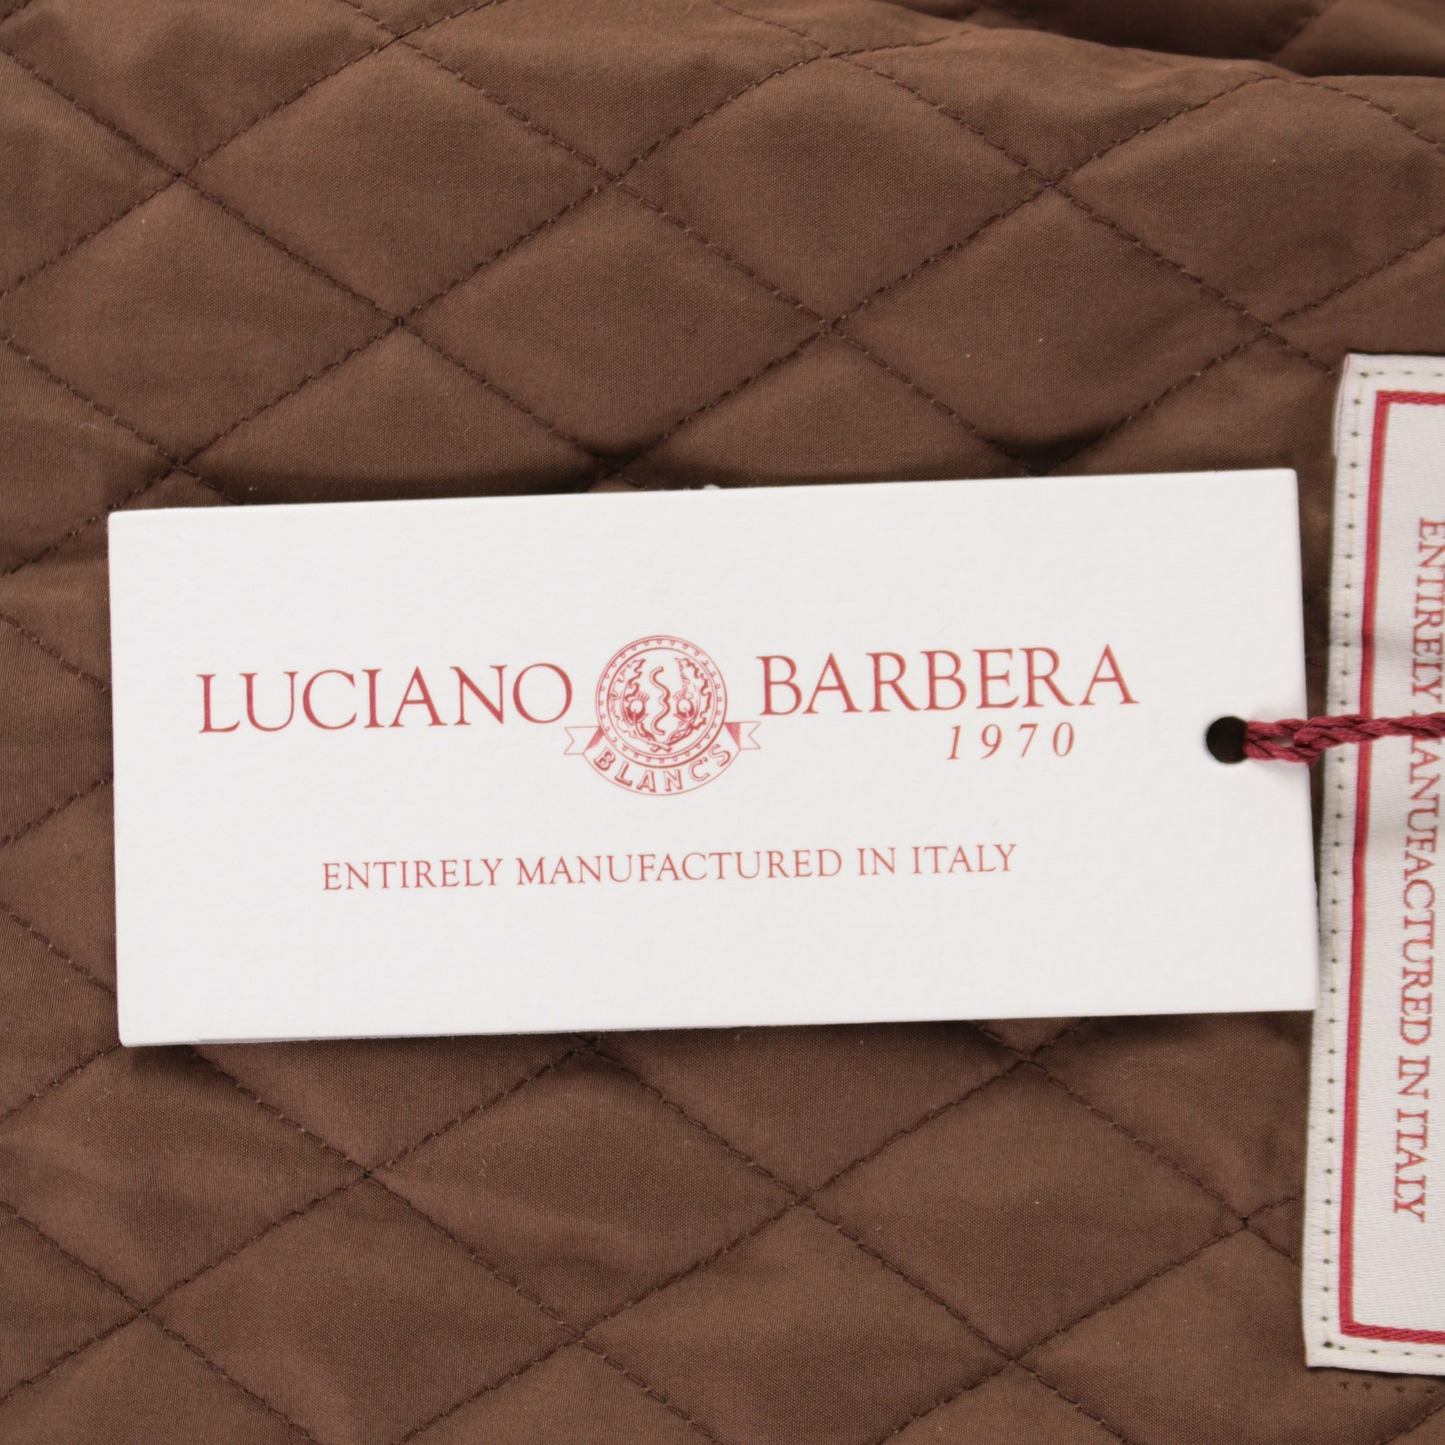 LUCIANO BARBERA
1970
BLANC'S
ENTIRELY MANUFACTURED IN ITALY
ENTIRELY MANUFACTURED IN ITALY